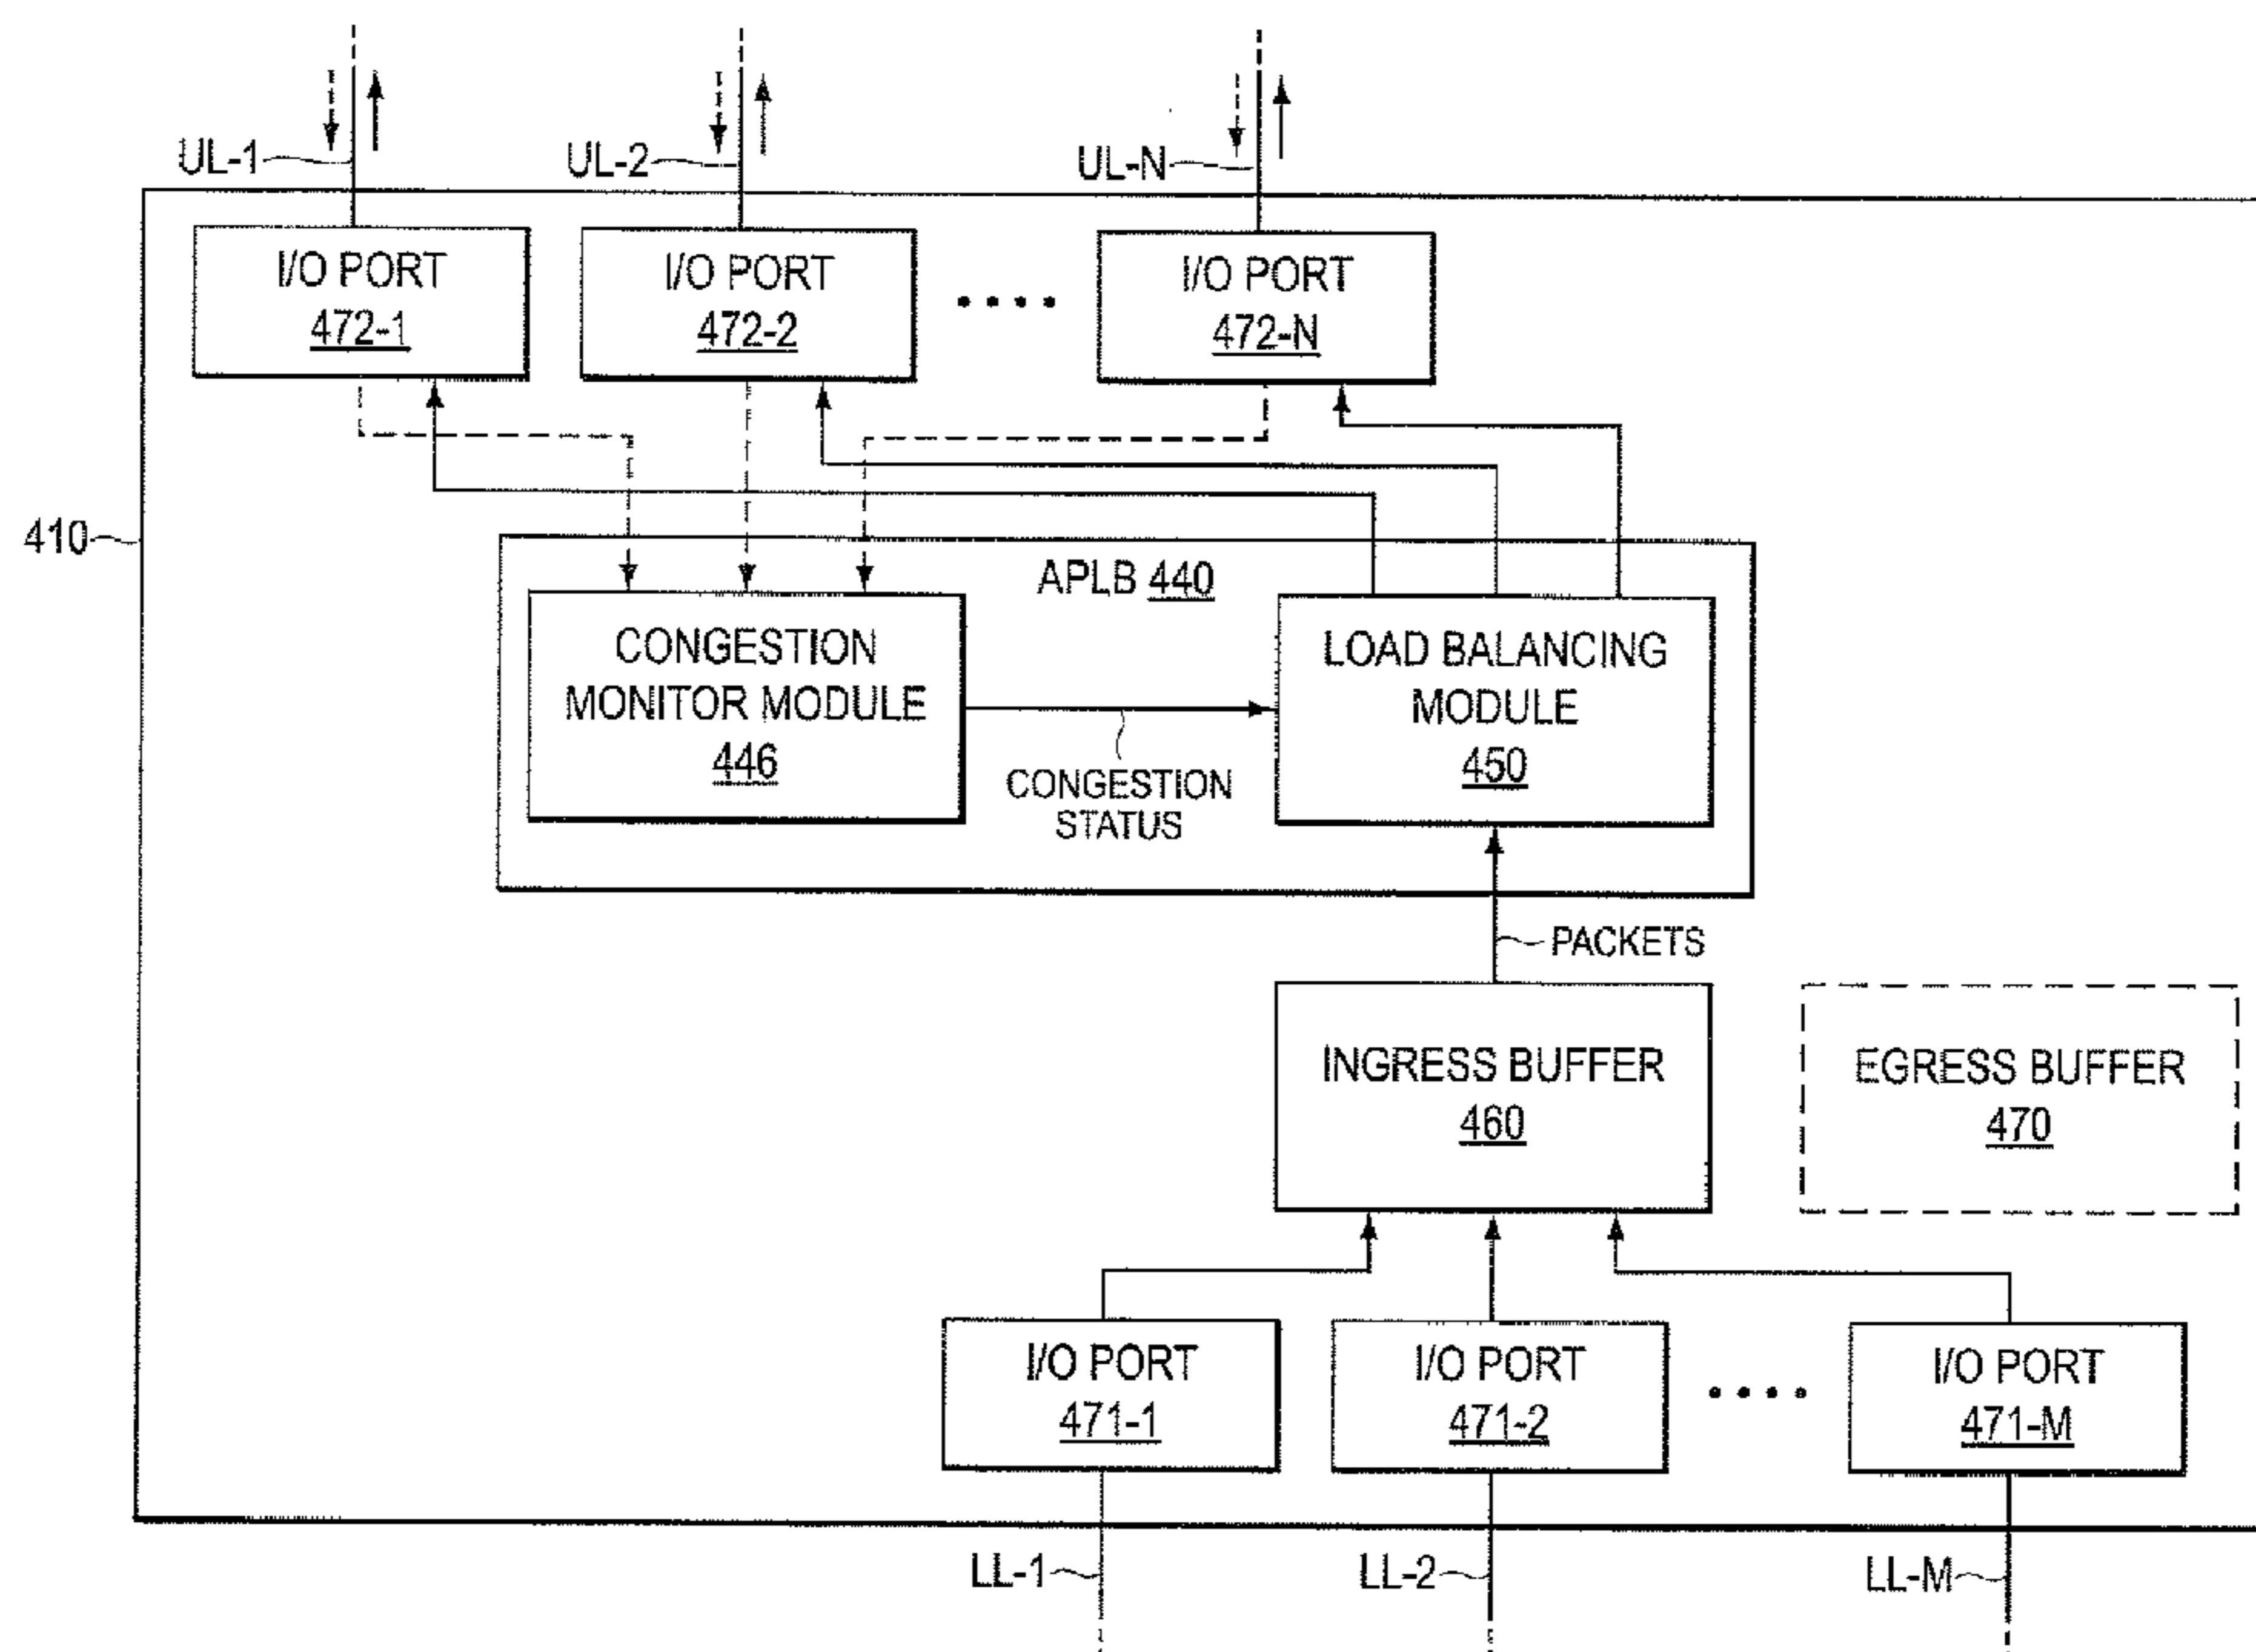 UL-1
UL-2
UL-N
I/O PORT
472-1
I/O PORT
472-2
I/O PORT
472-N
410
APLB 440
CONGESTION
MONITOR MODULE
446
CONGESTION
STATUS
LOAD BALANCING
MODULE
450
PACKETS
INGRESS BUFFER
460
EGRESS BUFFER
470
I/O PORT
471-1
I/O PORT
471-2
I/O PORT
471-M
LL-1
LL-2
LL-M